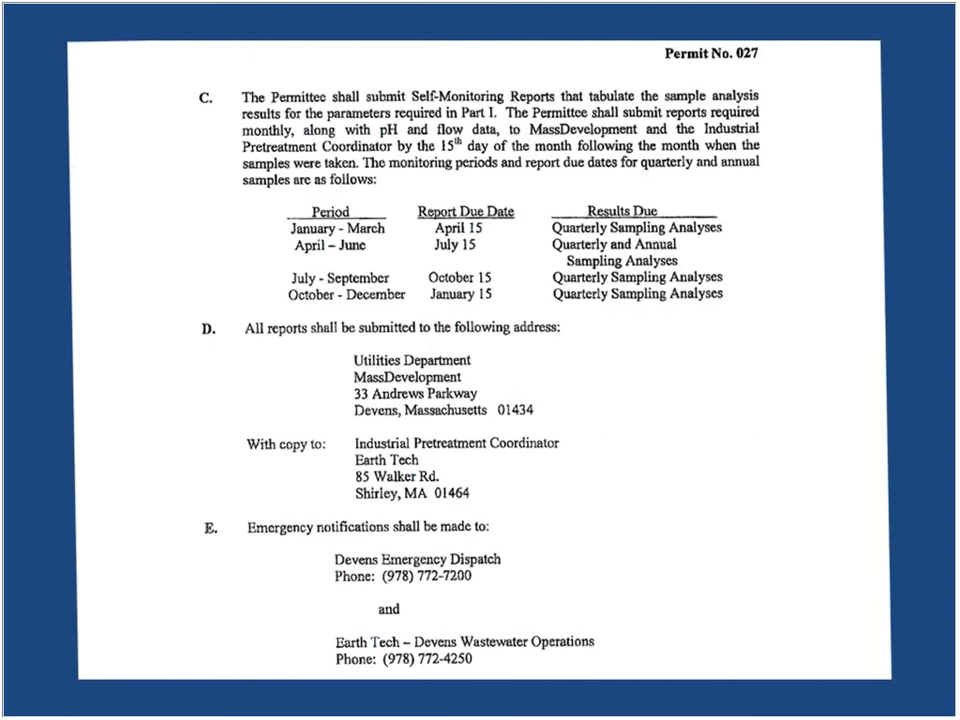 Permit No. 027
C. The Permittee shall submit Self-Monitoring Reports that tabulate the sample analysis
results for the parameters required in Part I. The Permittee shall submit reports required
monthly, along with pH and flow data, to MassDevelopment and the Industrial
Pretreatment Coordinator by the 15th day of the month following the month when the
samples were taken. The monitoring periods and report due dates for quarterly and annual
samples are as follows:
Period Report Due Date Results Due
January - March April 15 Quarterly Sampling Analyses
April – June July 15 Quarterly and Annual
Sampling Analyses
July - September October 15 Quarterly Sampling Analyses
October - December January 15 Quarterly Sampling Analyses
D. All reports shall be submitted to the following address:
Utilities Department
MassDevelopment
33 Andrews Parkway
Devens, Massachusetts 01434
With copy to: Industrial Pretreatment Coordinator
Earth Tech
85 Walker Rd.
Shirley, MA 01464
E. Emergency notifications shall be made to:
Devens Emergency Dispatch
Phone: (978) 772-7200
and
Earth Tech – Devens Wastewater Operations
Phone: (978) 772-4250